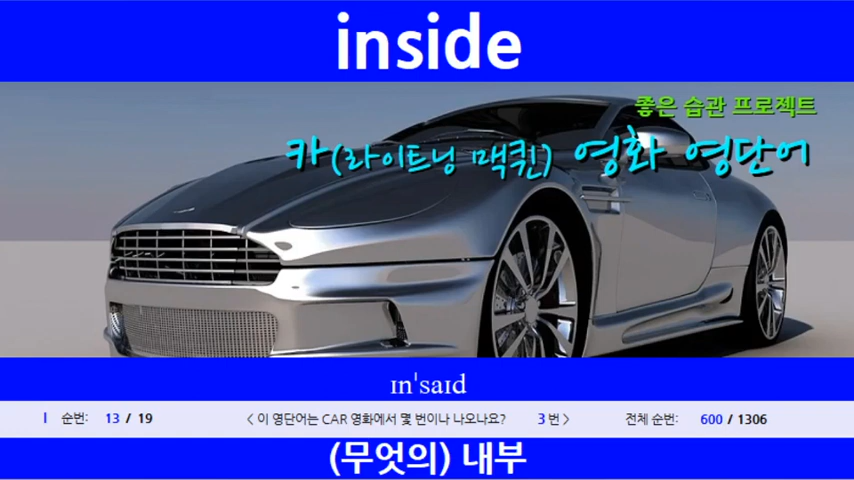 inside
좋은 습관 프로젝트
카(라이트닝 맥퀸) 영화 영단어
ɪnˈsaɪd
I 순번: 13 / 19 < 이 영단어는 CAR 영화에서 몇 번이나 나오나요? 3 번 > 전체 순번: 600 / 1306
(무엇의) 내부